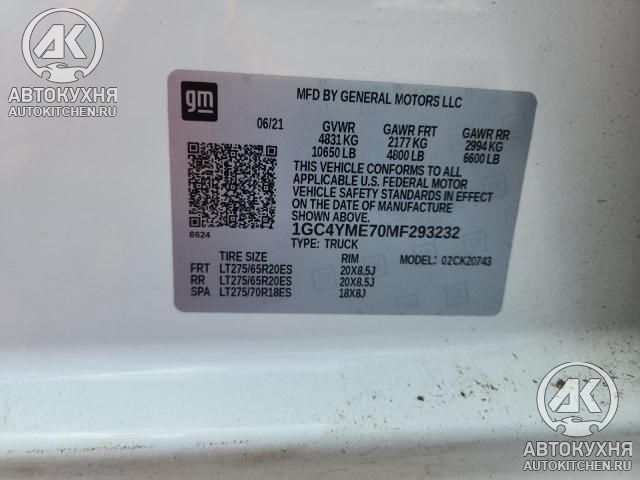 AK
АВТОКУХНЯ
AUTOKITCHEN.RU
gm
MFD BY GENERAL MOTORS LLC
06/21
GVWR
4831 KG
10650 LB
GAWR FRT
2177 KG
4800 LB
GAWR RR
2994 KG
6600 LB
THIS VEHICLE CONFORMS TO ALL
APPLICABLE U.S. FEDERAL MOTOR
VEHICLE SAFETY STANDARDS IN EFFECT
ON THE DATE OF MANUFACTURE
SHOWN ABOVE.
1GC4YME70MF293232
8624
TYPE: TRUCK
MODEL: 02CK20743
TIRE SIZE RIM
FRT LT275/65R20ES 20X8.5J
RR LT275/65R20ES 20X8.5J
SPA LT275/70R18ES 18X8J
AK
АВТОКУХНЯ
AUTOKITCHEN.RU